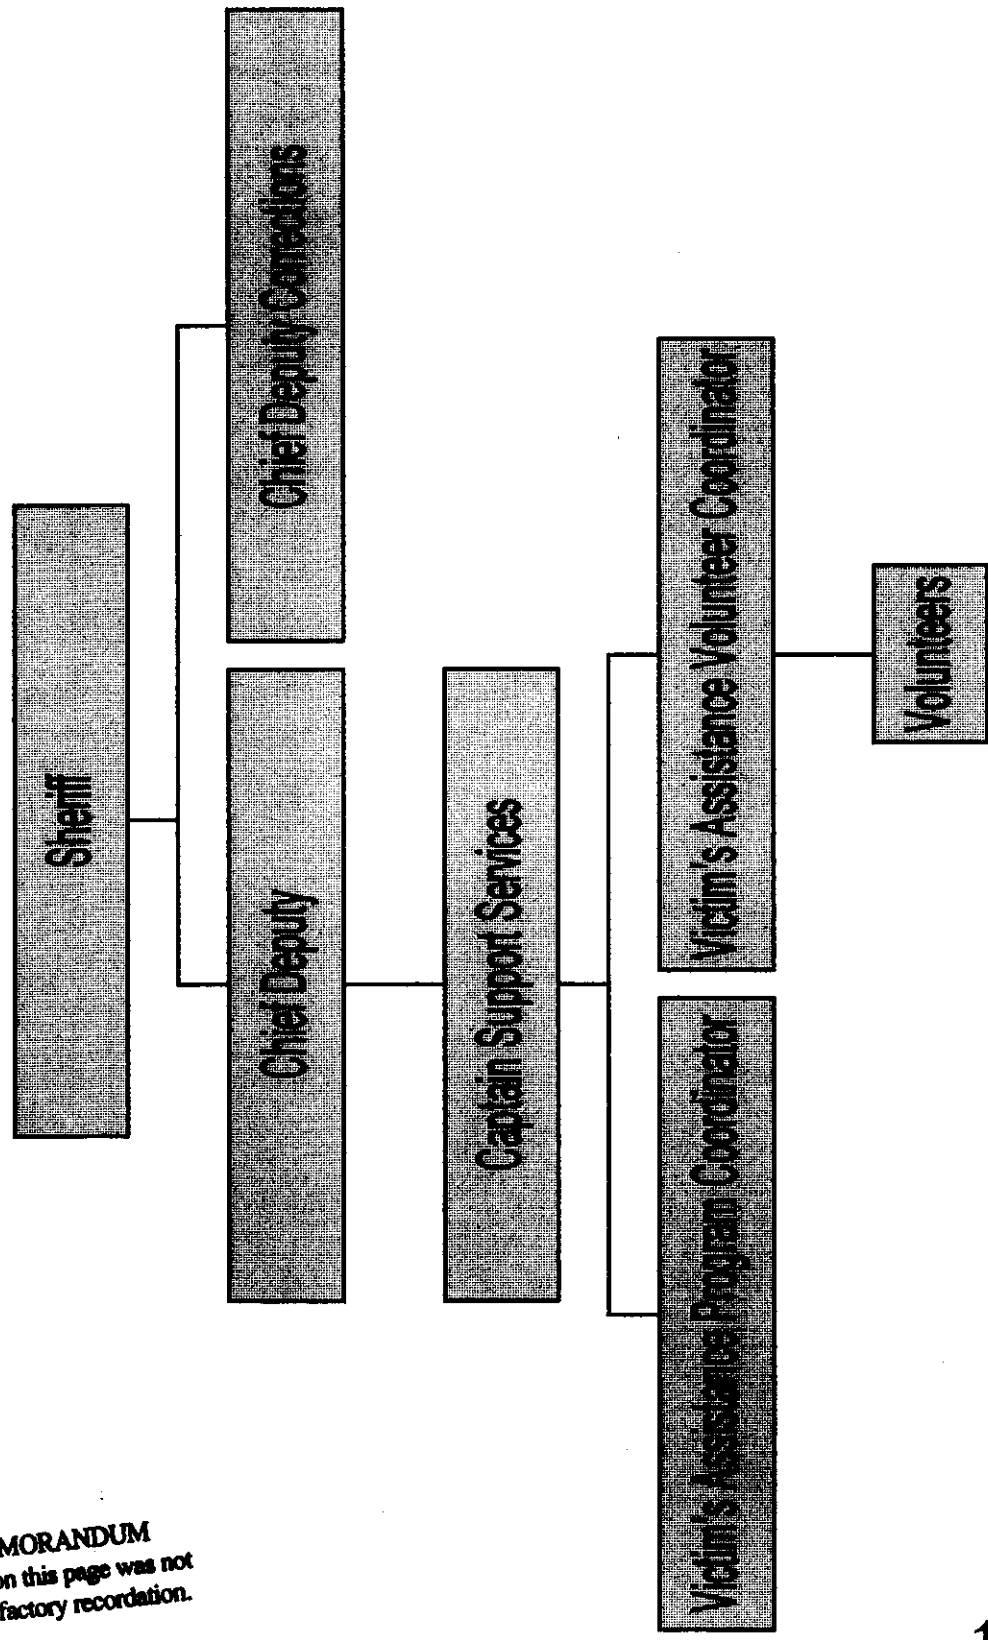 Sheriff
Chief Deputy
Chief Deputy Corrections
Captain Support Services
Victim's Assistance Program Coordinator
Victim's Assistance Volunteer Coordinator
Volunteers
MORANDUM
on this page was not
factory recordation.